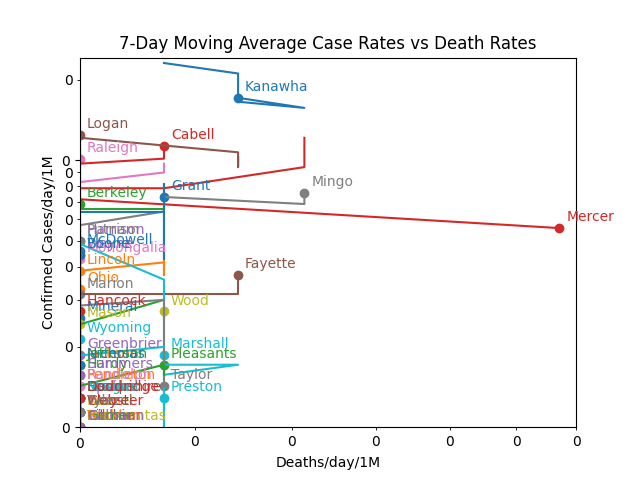 7-Day Moving Average Case Rates vs Death Rates
Confirmed Cases/day/1M
0
0
0
0
0
0
0
0
0
0
Kanawha
Logan
Cabell
Raleigh
Mingo
Grant
Berkeley
Mercer
Putnam
McDowell
Boone
Monongalia
Lincoln
Fayette
Ohio
Marion
Hancock
Wood
Mineral
Mason
Wyoming
Greenbrier
Marshall
Pleasants
Hardy
Summers
Pendleton
Taylor
Preston
0
0
0
0
0
0
0
Deaths/day/1M